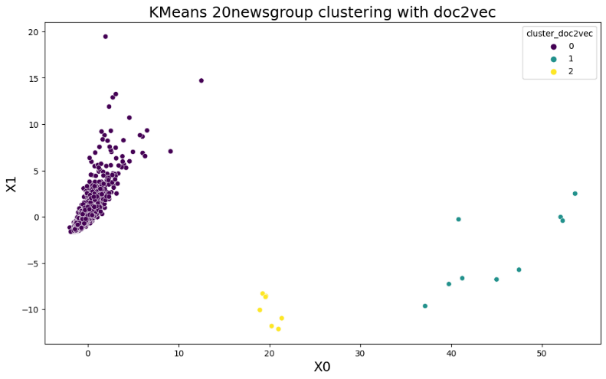 KMeans 20newsgroup clustering with doc2vec
cluster_doc2vec
0
1
2
20
15
10
5
0
−5
−10
X1
0 10 20 30 40 50
X0